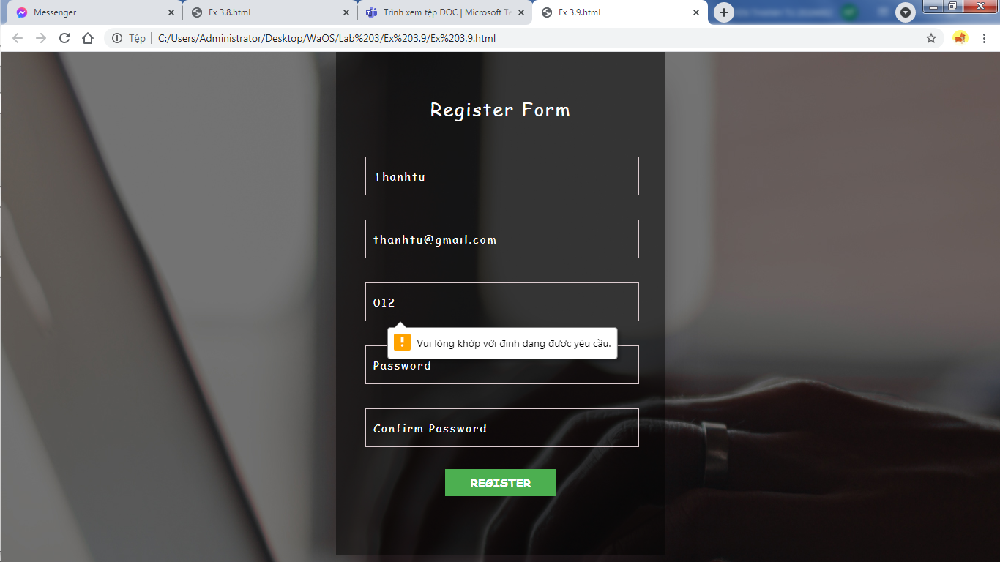 Messenger
Ex 3.8.html
Trình xem tệp DOC | Microsoft Te
Ex 3.9.html
Tệp
C:/Users/Administrator/Desktop/WaOS/Lab%203/Ex%203.9/Ex%203.9.html
Register Form
Thanhtu
thanhtu@gmail.com
012
Vui lòng khớp với định dạng được yêu cầu.
Password
Confirm Password
REGISTER